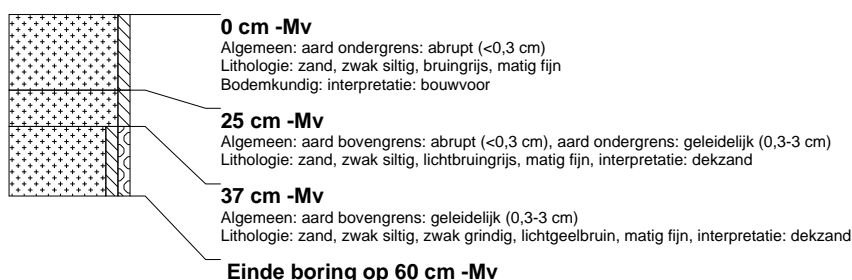 0 cm -Mv
Algemeen: aard ondergrens: abrupt (<0,3 cm)
Lithologie: zand, zwak siltig, bruingrijs, matig fijn
Bodemkundig: interpretatie: bouwvoor
25 cm -Mv
Algemeen: aard bovengrens: abrupt (<0,3 cm), aard ondergrens: geleidelijk (0,3-3 cm)
Lithologie: zand, zwak siltig, lichtbruingrijs, matig fijn, interpretatie: dekzand
37 cm -Mv
Algemeen: aard bovengrens: geleidelijk (0,3-3 cm)
Lithologie: zand, zwak siltig, zwak grindig, lichtgeelbruin, matig fijn, interpretatie: dekzand
Einde boring op 60 cm -Mv